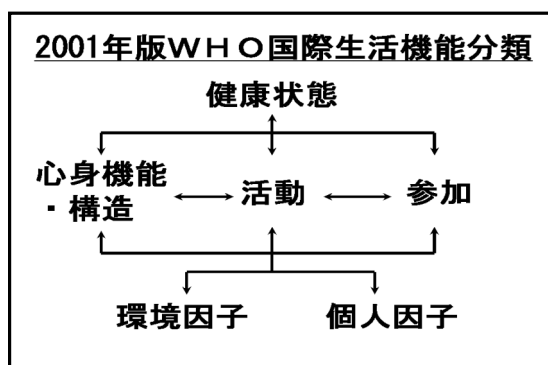 2001年版ＷＨＯ国際生活機能分類
健康状態
心身機能
・構造
活動
参加
環境因子
個人因子